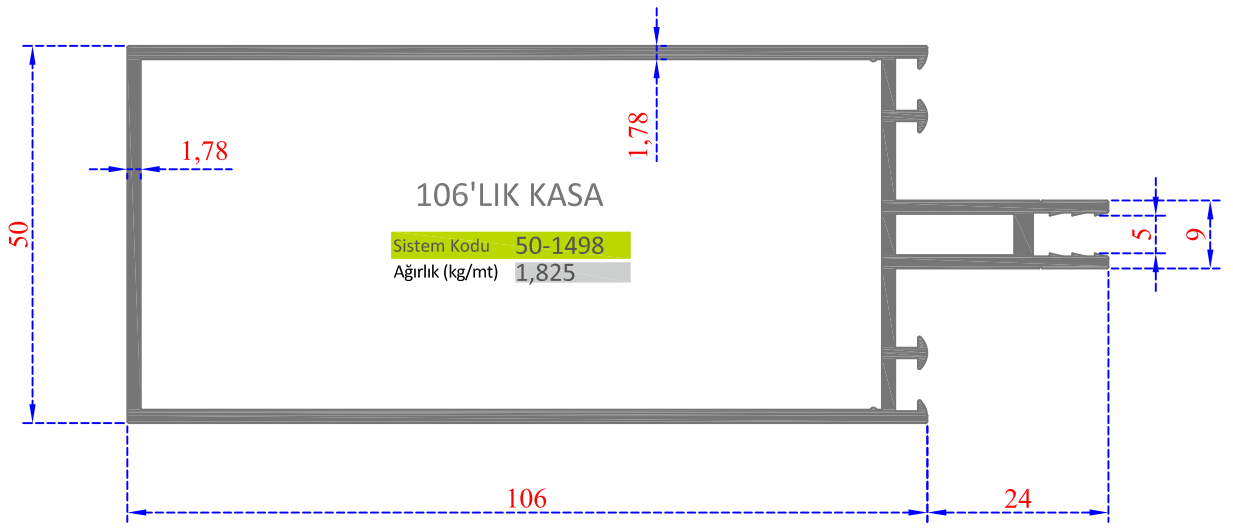 1,78
1,78
106'LIK KASA
50
5
9
Sistem Kodu 50-1498
Ağırlık (kg/mt) 1,825
106
24